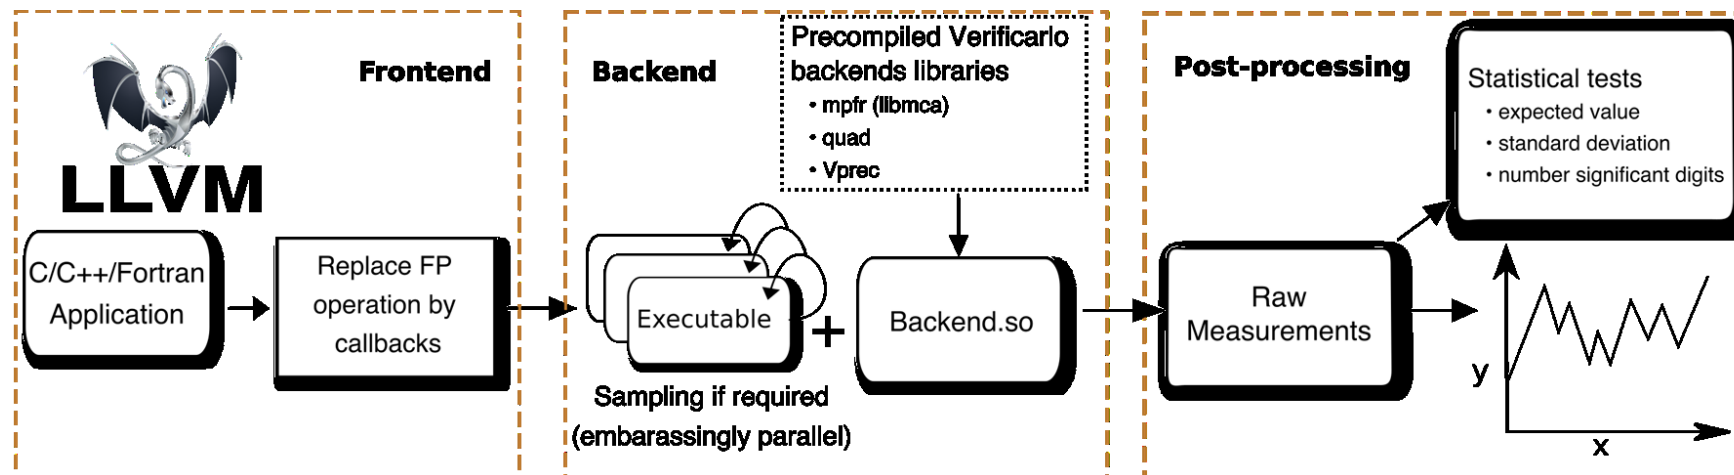 LLVM
Frontend
C/C++/Fortran
Application
Replace FP
operation by
callbacks
Backend
Precompiled Verificarlo
backends libraries
• mpfr (libmca)
• quad
• Vprec
Executable
+
Backend.so
Sampling if required
(embarassingly parallel)
Post-processing
Raw
Measurements
Statistical tests
• expected value
• standard deviation
• number significant digits
y
x